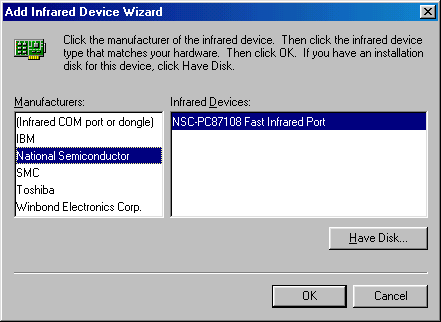 Add Infrared Device Wizard
Click the manufacturer of the infrared device. Then click the infrared device
type that matches your hardware. Then click OK. If you have an installation
disk for this device, click Have Disk.
Manufacturers:
(Infrared COM port or dongle)
IBM
National Semiconductor
SMC
Toshiba
Winbond Electronics Corp.
Infrared Devices:
NSC-PC87108 Fast Infrared Port
Have Disk...
OK
Cancel